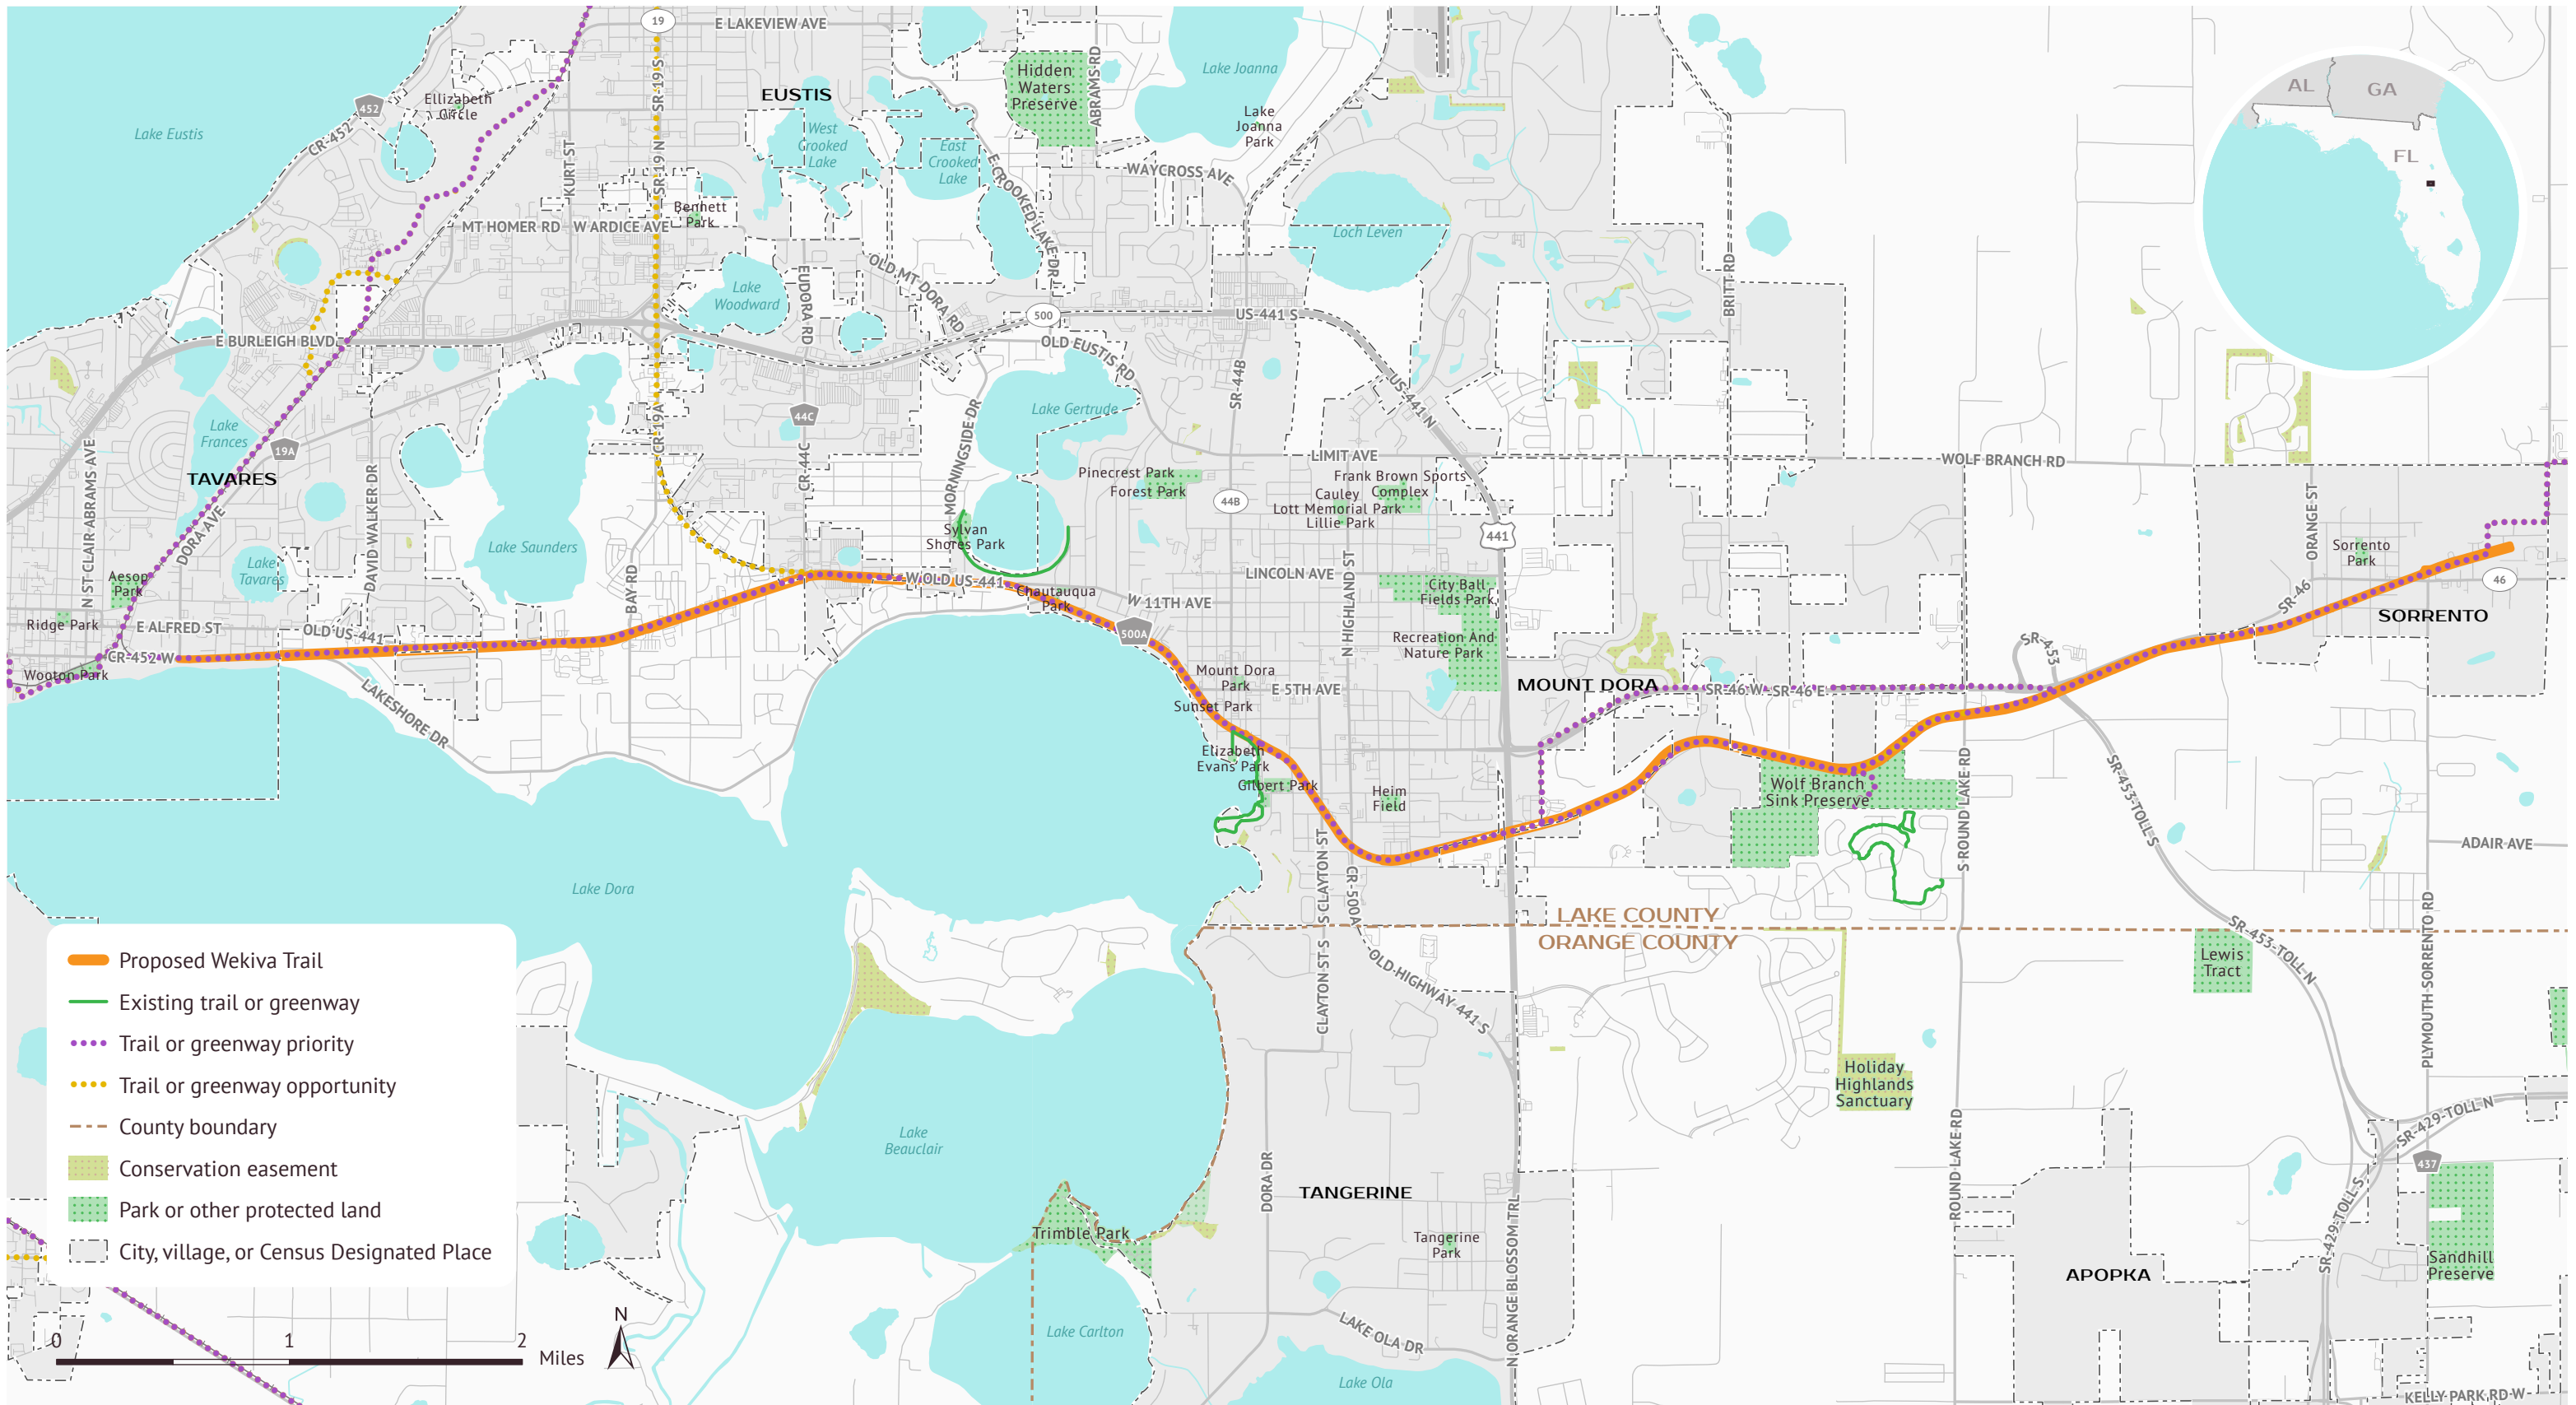 19
E LAKEVIEW AVE
Lake Joanna
AL
GA
FL
Hidden
Waters
Preserve
ABRAMS RD
SR-19 S
EUSTIS
452
Ellizabeth
Circle
CR-452
Lake Eustis
West
Crooked
Lake
East
Crooked
Lake
Lake
Joanna
Park
KURT ST
SR-19 N
E CROOKED LAKE DR
WAYCROSS AVE
Bennett
Park
MT HOMER RD
W ARDICE AVE
Loch Leven
OLD MT DORA RD
EUDORA RD
Lake
Woodward
BRITT RD
500
US-441 S
E BURLEIGH BLVD
OLD EUSTIS RD
SR-44B
US-441 N
Lake Gertrude
44C
CR-19A
MORNINGSIDE DR
Lake
Frances
19A
TAVARES
N ST CLAIR ABRAMS AVE
DAVID WALKER DR
CR-44C
LIMIT AVE
WOLF BRANCH RD
Pinecrest Park
Forest Park
44B
Frank Brown Sports
Complex
Cauley
Lott Memorial Park
Lillie Park
441
ORANGE ST
Sorrento
Park
DORA AVE
Lake Saunders
Sylvan
Shores Park
Lake
Tavares
Aesop
Park
BAY RD
W OLD US-441
Chautauqua
Park
W 11TH AVE
LINCOLN AVE
N HIGHLAND ST
City Ball
Fields Park
46
SR-46
SORRENTO
Ridge Park
E ALFRED ST
OLD US-441
500A
Recreation And
Nature Park
SR-453
CR-452 W
Wooton Park
LAKESHORE DR
Mount Dora
Park
E 5TH AVE
Sunset Park
MOUNT DORA
SR-46 W
SR-46 E
Elizabeth
Evans Park
Gilbert Park
Heim
Field
Wolf Branch
Sink Preserve
S ROUND LAKE RD
SR-453-TOLL S
ADAIR AVE
Lake Dora
S CLAYTON ST
CR-500A
LAKE COUNTY
ORANGE COUNTY
CLAYTON ST S
OLD HIGHWAY 441 S
SR-453-TOLL N
Lewis
Tract
PLYMOUTH SORRENTO RD
Holiday
Highlands
Sanctuary
Lake
Beauclair
ROUND LAKE RD
SR-429-TOLL N
437
DORA DR
TANGERINE
N ORANGE BLOSSOM TRL
Trimble Park
Tangerine
Park
SR-429-TOLL S
Sandhill
Preserve
APOPKA
Lake Carlton
LAKE OLA DR
Lake Ola
KELLY PARK RD W
Proposed Wekiva Trail
Existing trail or greenway
Trail or greenway priority
Trail or greenway opportunity
County boundary
Conservation easement
Park or other protected land
City, village, or Census Designated Place
0
1
2
Miles
N